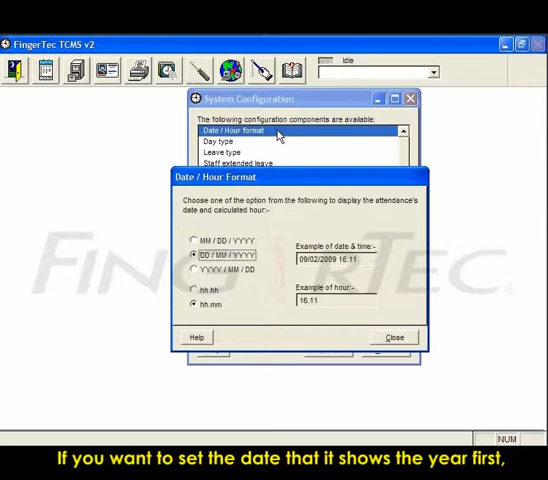 FingerTec TCMS v2
Idle
System Configuration
The following configuration components are available:
Date / Hour format
Day type
Leave type
Staff extended leave
Date / Hour Format
Choose one of the option from the following to display the attendance's
date and calculated hour:-
MM / DD / YYYY
DD / MM / YYYY
YYYY / MM / DD
hh.hh
hh.mm
Example of date & time:-
09/02/2009 16:11
Example of hour:-
16.11
Help
Close
FINGERTEC
NUM
If you want to set the date that it shows the year first,